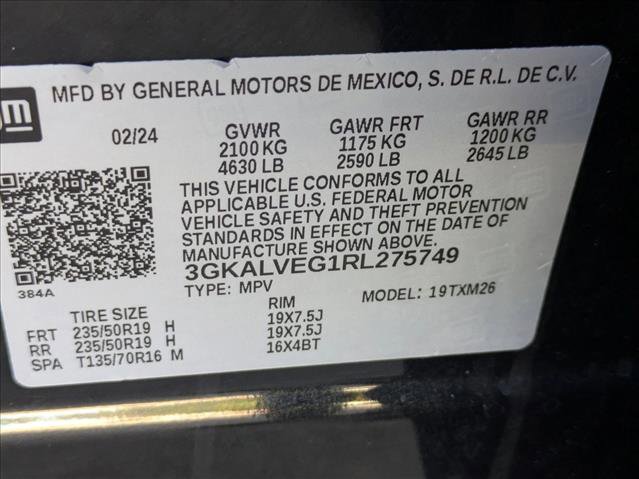 gm
MFD BY GENERAL MOTORS DE MEXICO, S. DE R.L. DE C.V.
02/24 GVWR GAWR FRT GAWR RR
2100 KG 1175 KG 1200 KG
4630 LB 2590 LB 2645 LB
THIS VEHICLE CONFORMS TO ALL
APPLICABLE U.S. FEDERAL MOTOR
VEHICLE SAFETY AND THEFT PREVENTION
STANDARDS IN EFFECT ON THE DATE OF
MANUFACTURE SHOWN ABOVE.
3GKALVEG1RL275749
384A
TYPE: MPV MODEL: 19TXM26
TIRE SIZE RIM
FRT 235/50R19 H 19X7.5J
RR 235/50R19 H 19X7.5J
SPA T135/70R16 M 16X4BT